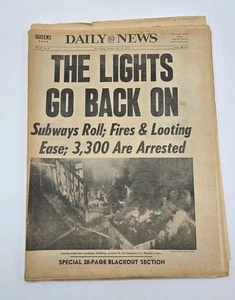 QUEENS
DAILY NEWS
THE LIGHTS
GO BACK ON
Subways Roll; Fires & Looting
Ease; 3,300 Are Arrested
SPECIAL 28-PAGE BLACKOUT SECTION